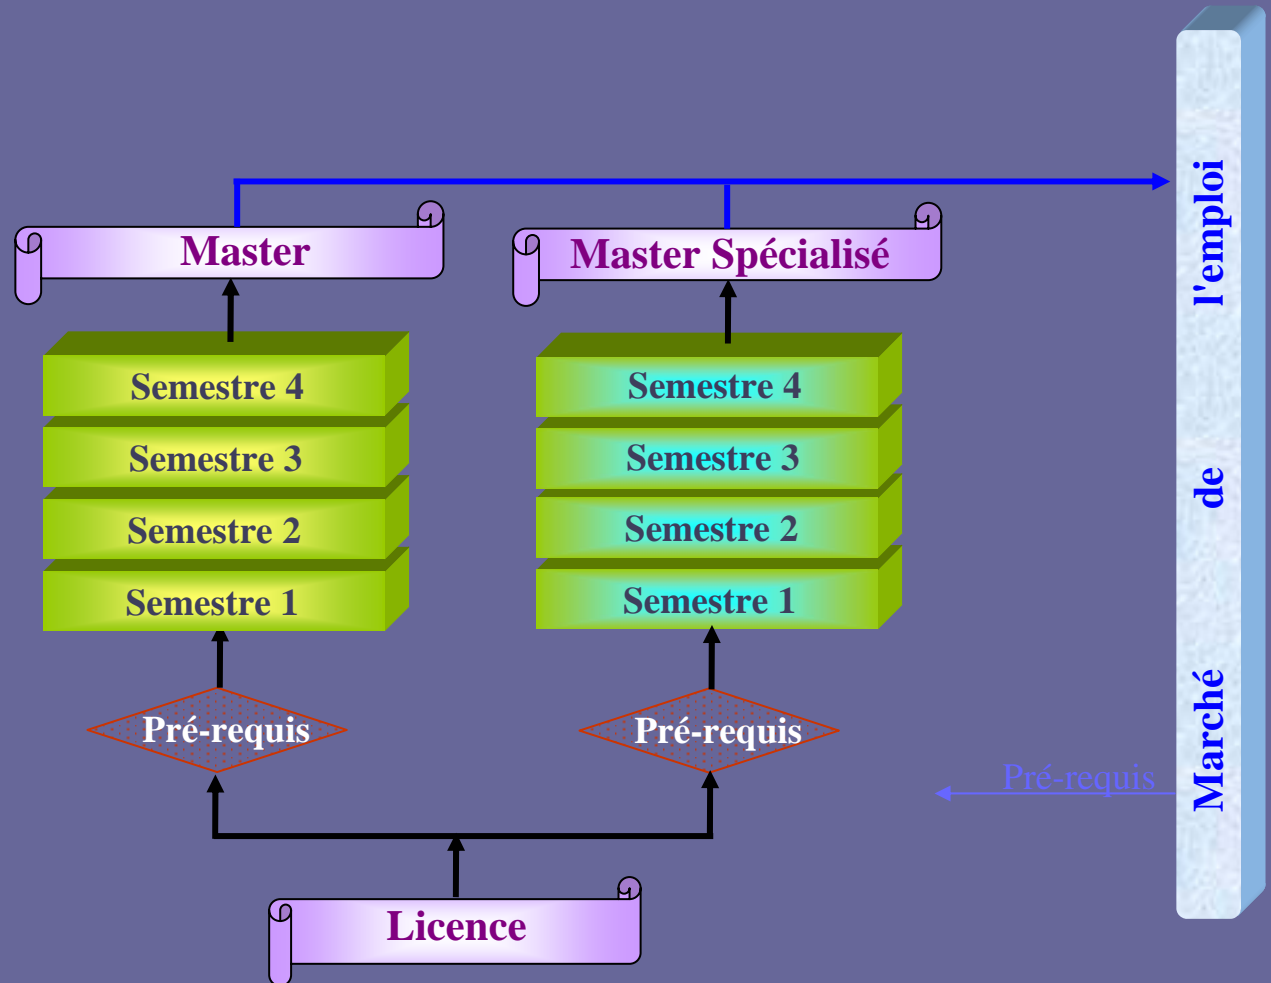 Master
Master Spécialisé
Semestre 4
Semestre 3
Semestre 2
Semestre 1
Semestre 4
Semestre 3
Semestre 2
Semestre 1
Pré-requis
Pré-requis
Licence
Pré-requis
Marché de l'emploi